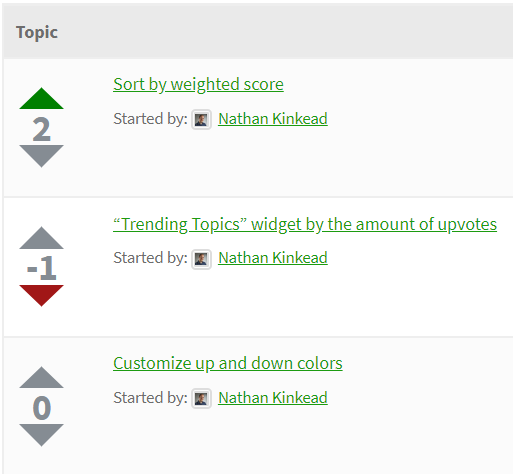 Topic
Sort by weighted score
2
Started by: Nathan Kinkead
“Trending Topics” widget by the amount of upvotes
-1
Started by: Nathan Kinkead
Customize up and down colors
0
Started by: Nathan Kinkead